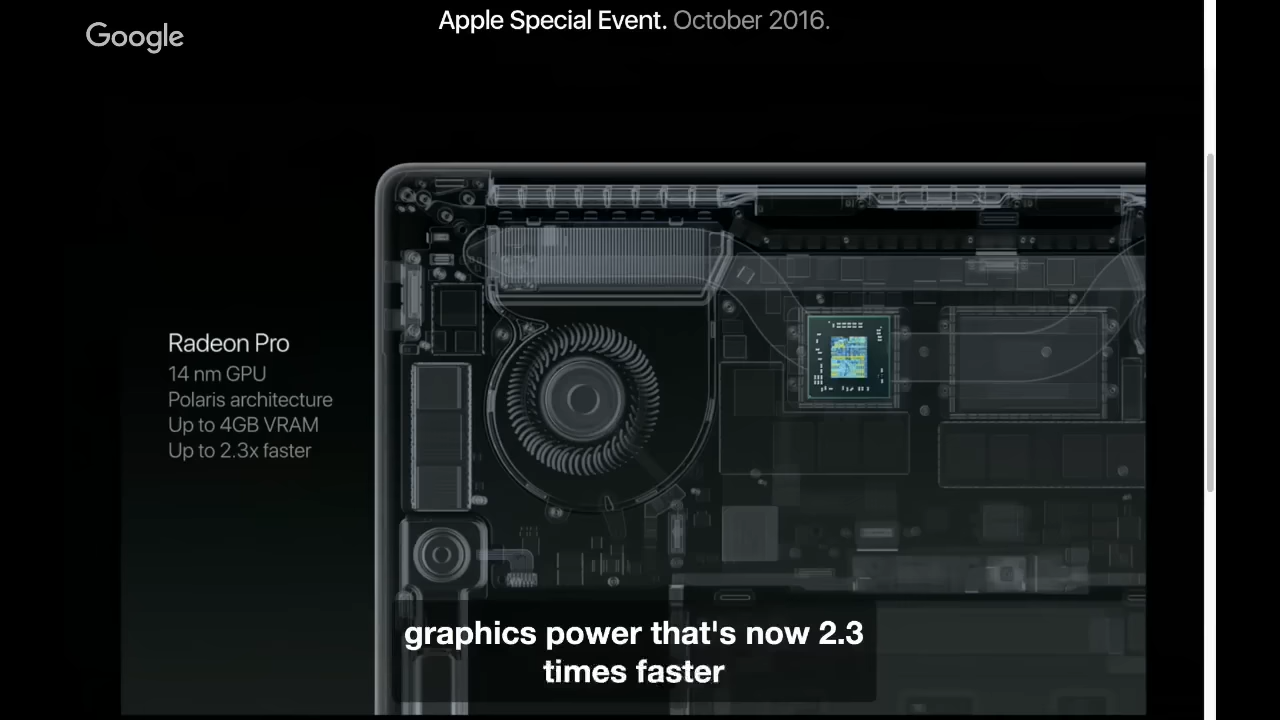 Apple Special Event. October 2016.
Google
Radeon Pro
14 nm GPU
Polaris architecture
Up to 4GB VRAM
Up to 2.3x faster
graphics power that's now 2.3
times faster